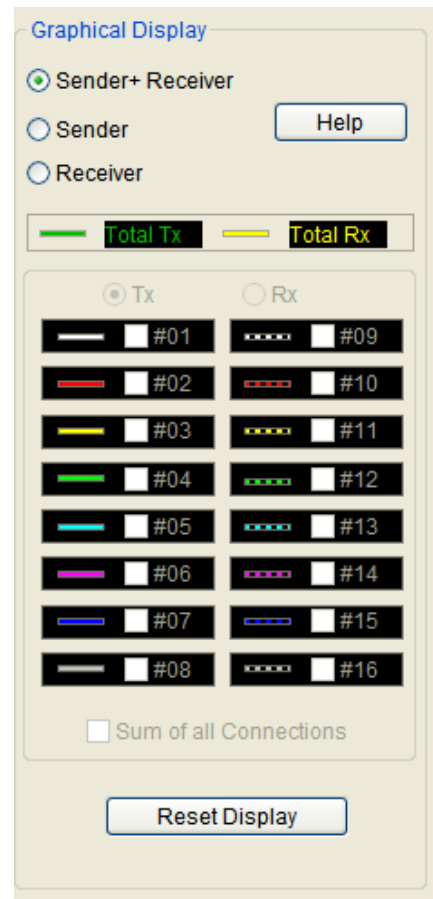 Graphical Display
Sender+ Receiver
Sender
Help
Receiver
Total Tx Total Rx
Tx Rx
#01 #09
#02 #10
#03 #11
#04 #12
#05 #13
#06 #14
#07 #15
#08 #16
Sum of all Connections
Reset Display